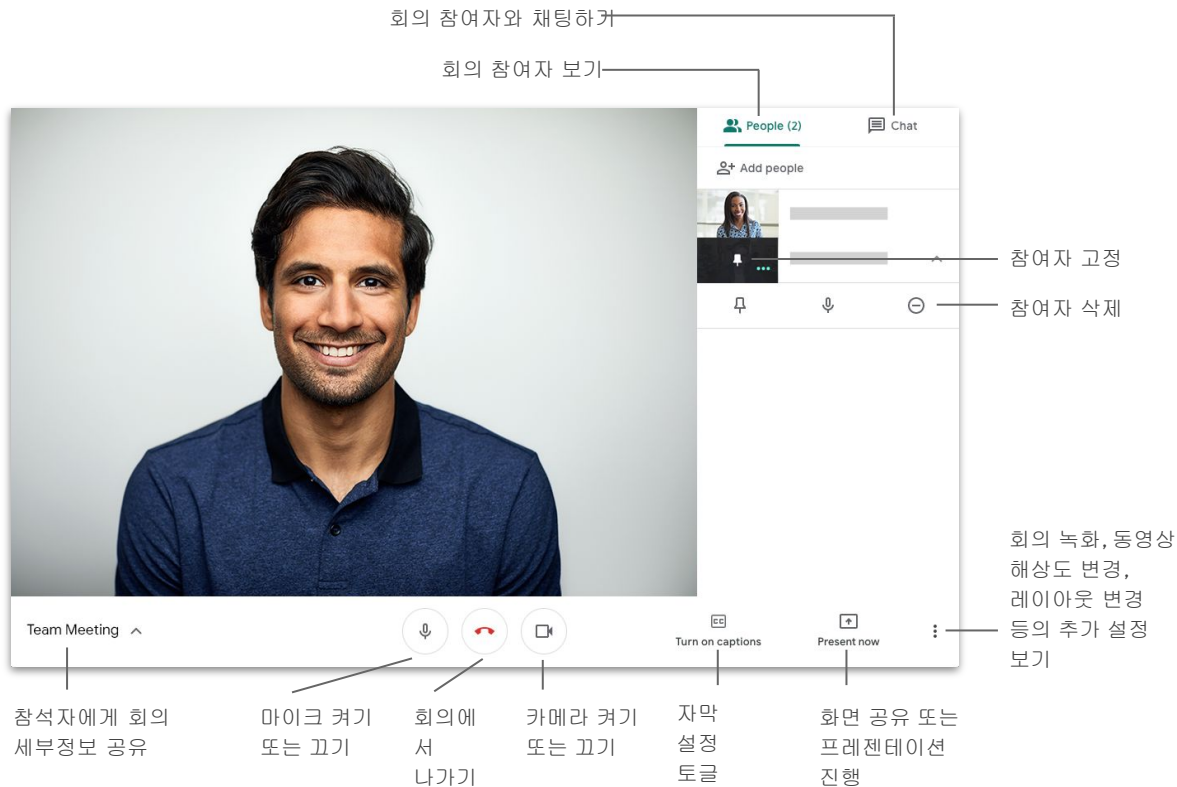 회의 참여자와 채팅하기
회의 참여자 보기
People (2)
Chat
Add people
참여자 고정
참여자 삭제
회의 녹화, 동영상
해상도 변경,
레이아웃 변경
등의 추가 설정
보기
Team Meeting
CC
Turn on captions
Present now
참석자에게 회의
세부정보 공유
마이크 켜기
또는 끄기
회의에
서
나가기
카메라 켜기
또는 끄기
자막
설정
토글
화면 공유 또는
프레젠테이션
진행